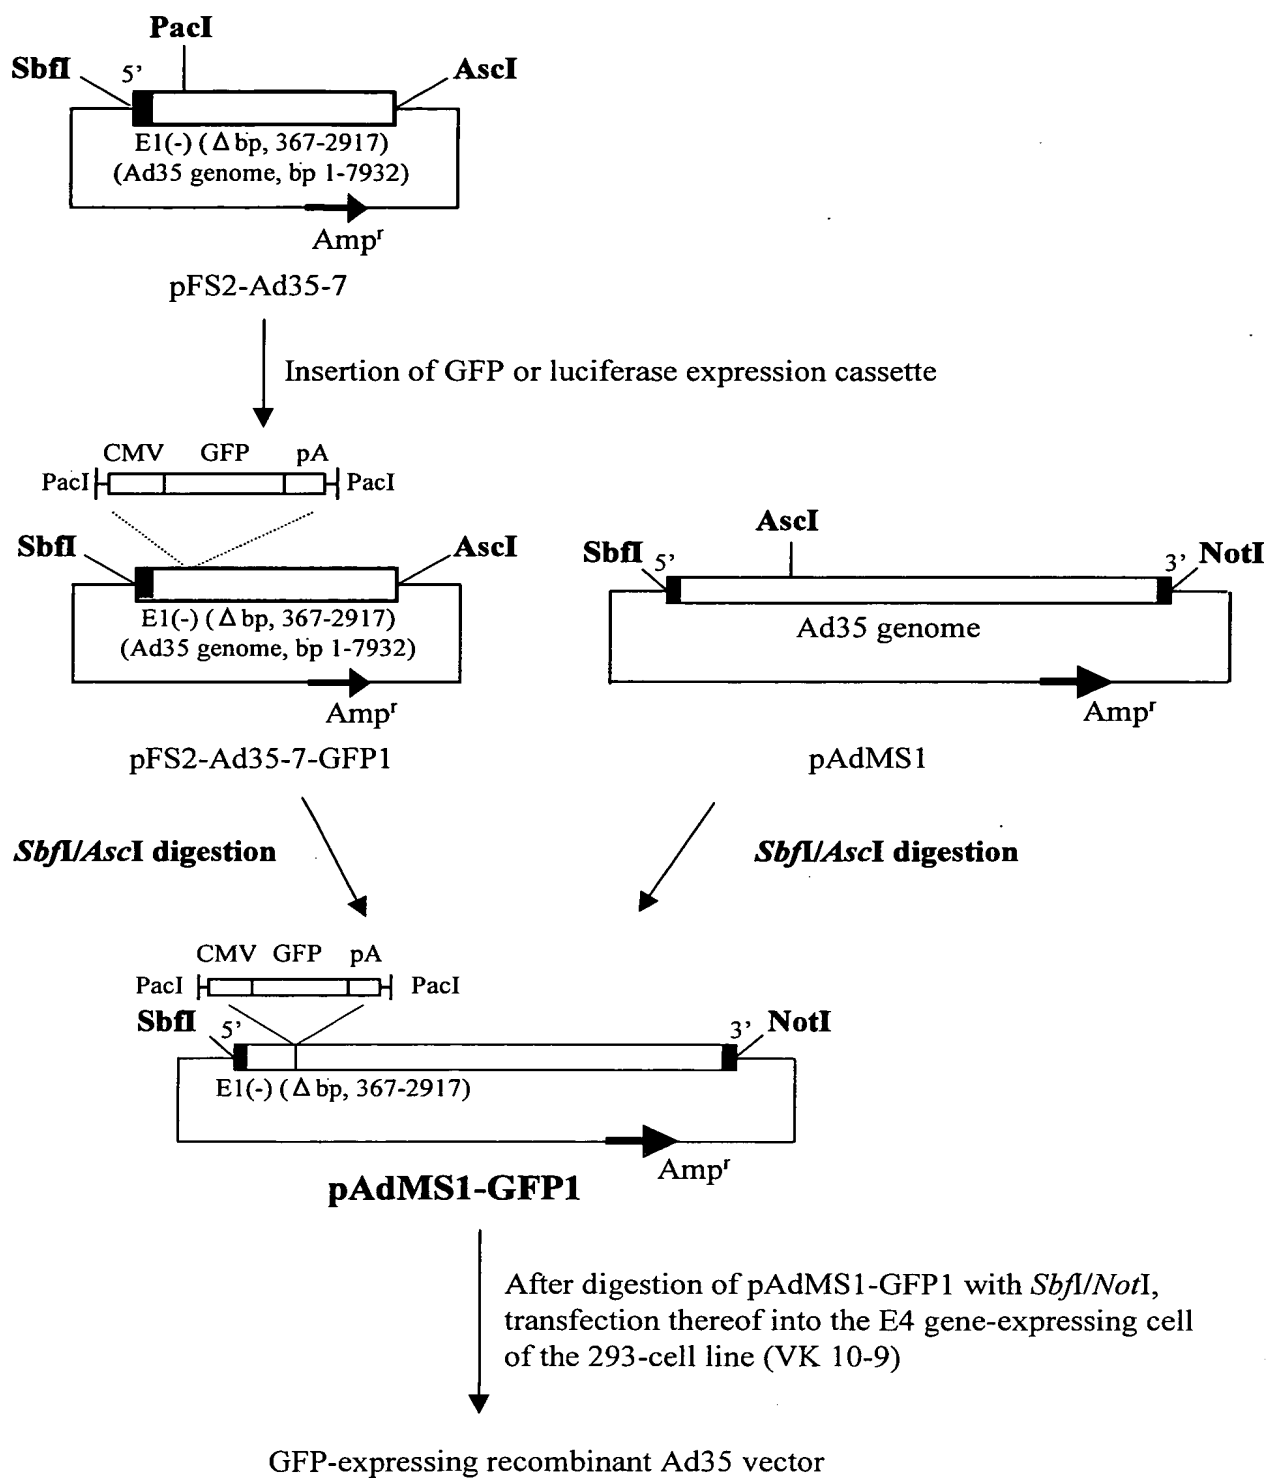 PacI
SbfI 5’ AscI
E1(-) (Δ bp, 367-2917)
(Ad35 genome, bp 1-7932)
Ampr
pFS2-Ad35-7
Insertion of GFP or luciferase expression cassette
CMV GFP pA
PacI PacI
SbfI AscI
E1(-) (Δ bp, 367-2917)
(Ad35 genome, bp 1-7932)
Ampr
pFS2-Ad35-7-GFP1
AscI
SbfI 5’ 3’ NotI
Ad35 genome
Ampr
pAdMS1
SbfI/AscI digestion
SbfI/AscI digestion
CMV GFP pA
PacI PacI
SbfI 5’ 3’ NotI
E1(-) (Δ bp, 367-2917)
Ampr
pAdMS1-GFP1
After digestion of pAdMS1-GFP1 with SbfI/NotI,
transfection thereof into the E4 gene-expressing cell
of the 293-cell line (VK 10-9)
GFP-expressing recombinant Ad35 vector